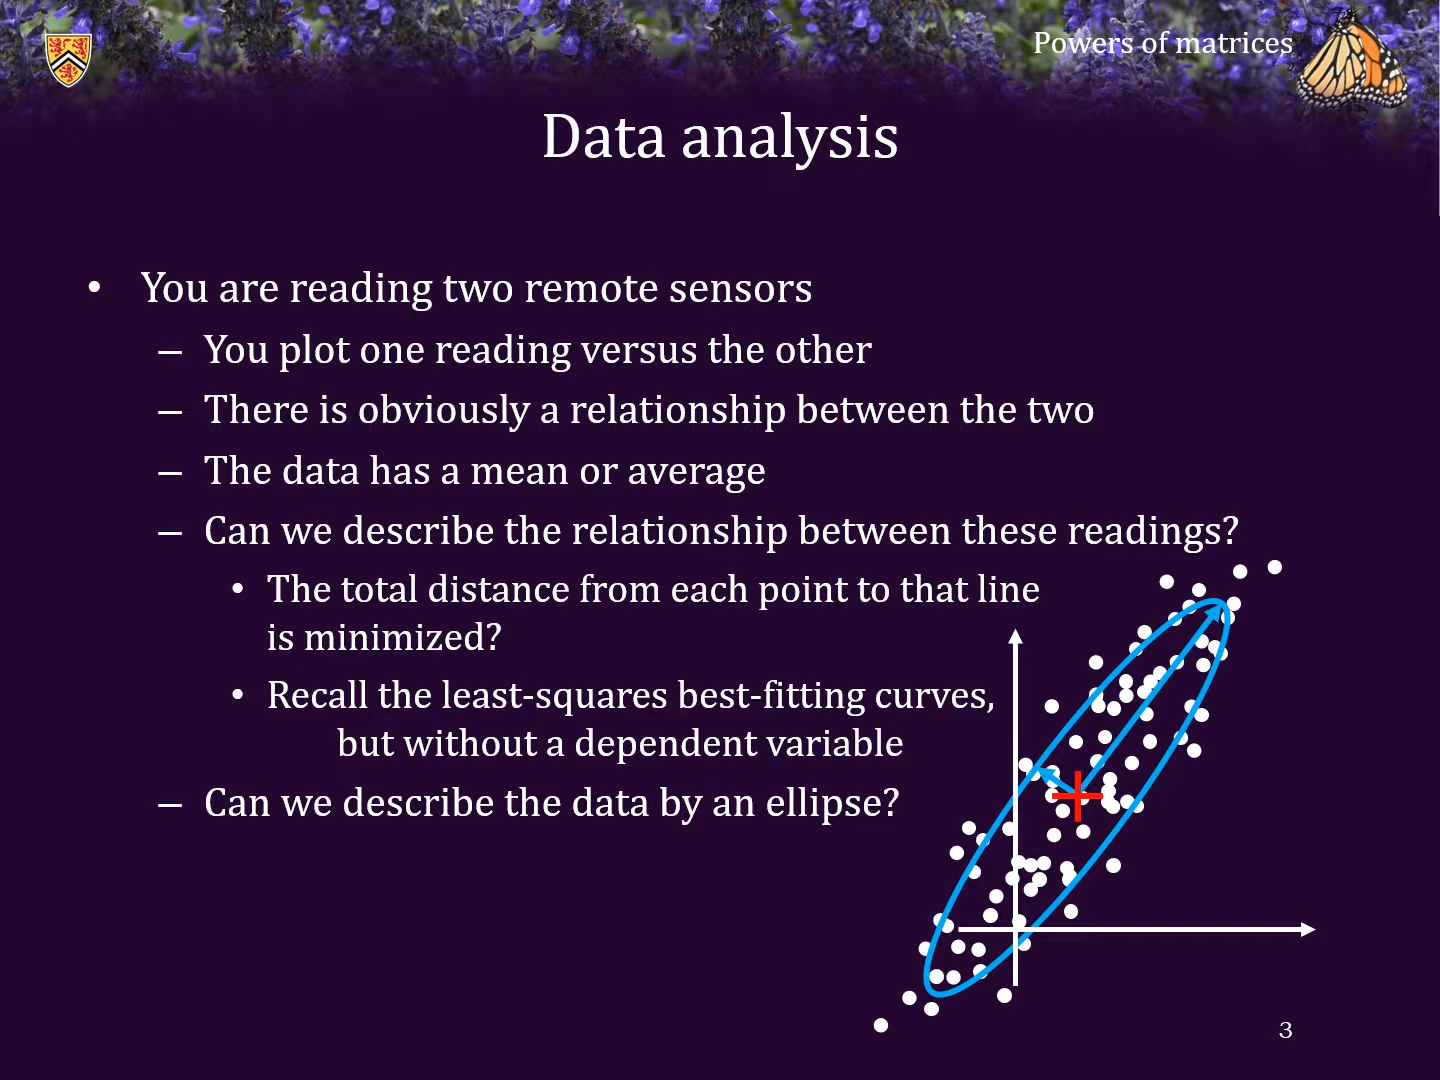 Powers of matrices
Data analysis
• You are reading two remote sensors
– You plot one reading versus the other
– There is obviously a relationship between the two
– The data has a mean or average
– Can we describe the relationship between these readings?
• The total distance from each point to that line
is minimized?
• Recall the least-squares best-fitting curves,
but without a dependent variable
– Can we describe the data by an ellipse?
3